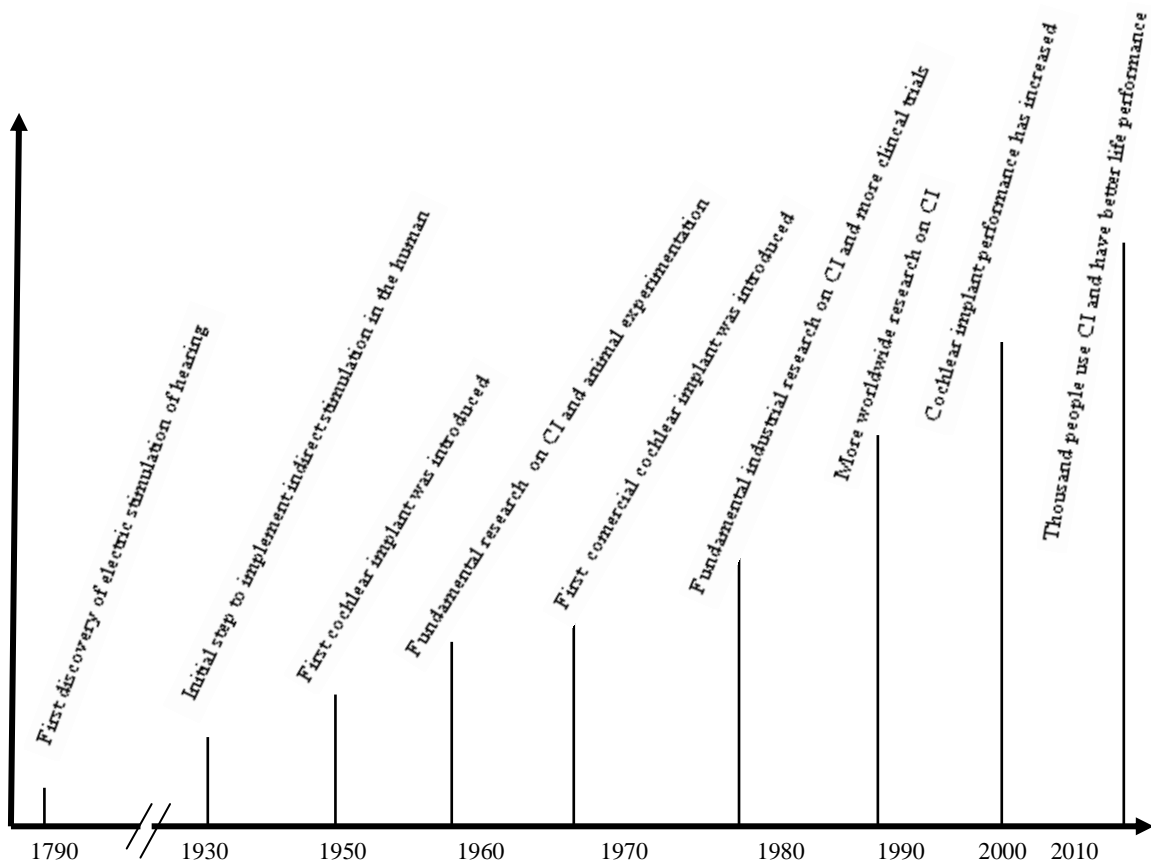 First discovery of electric stimulation of hearing
Initial step to implement indirect stimulation in the human
First cochlear implant was introduced
Fundamental research on CI and animal experimentation
First comercial cochlear implant was introduced
Fundamental industrial research on CI and more clincal trials
More worldwide research on CI
Cochlear implant performance has increased
Thousand people use CI and have better life performance
1790
1930
1950
1960
1970
1980
1990
2000
2010